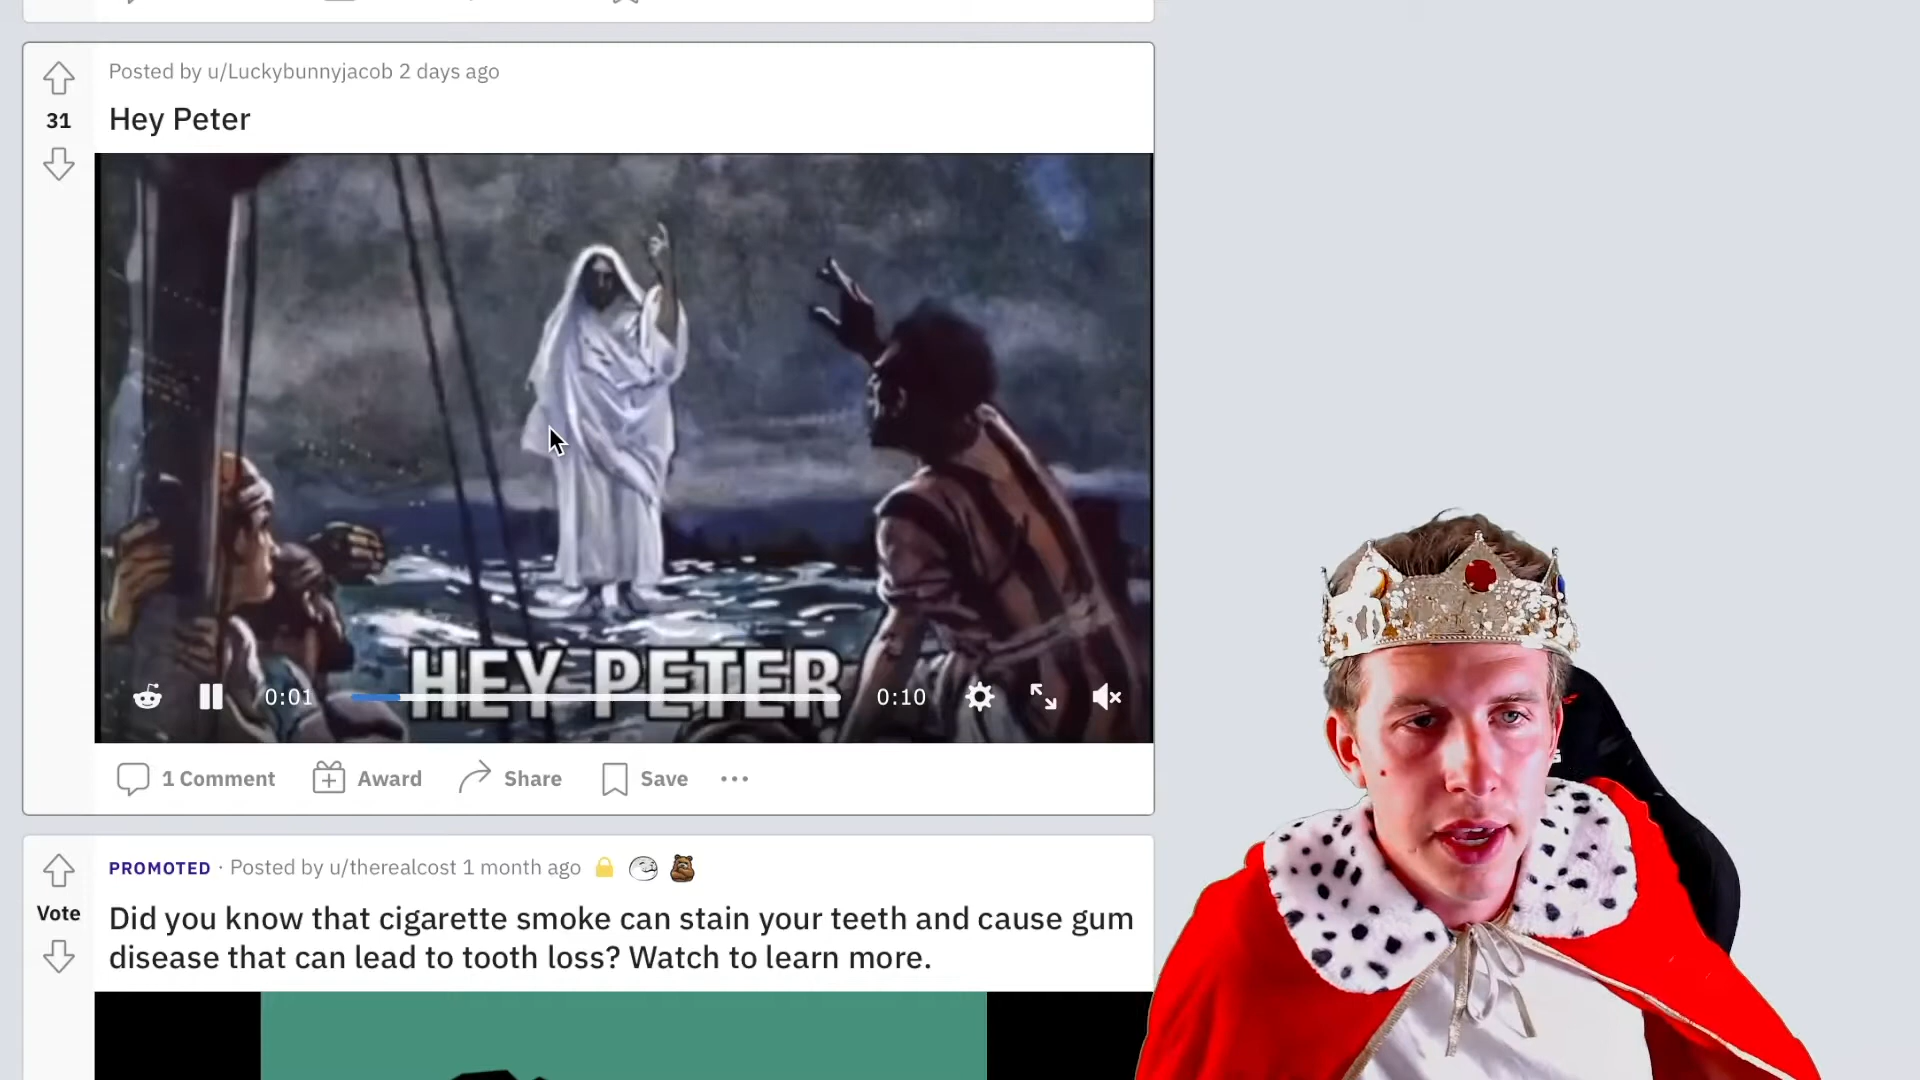 Posted by u/Luckybunnyjacob 2 days ago
31
Hey Peter
HEY PETER
0:01
0:10
1 Comment
Award
Share
Save
PROMOTED · Posted by u/therealcost 1 month ago
Vote
Did you know that cigarette smoke can stain your teeth and cause gum
disease that can lead to tooth loss? Watch to learn more.